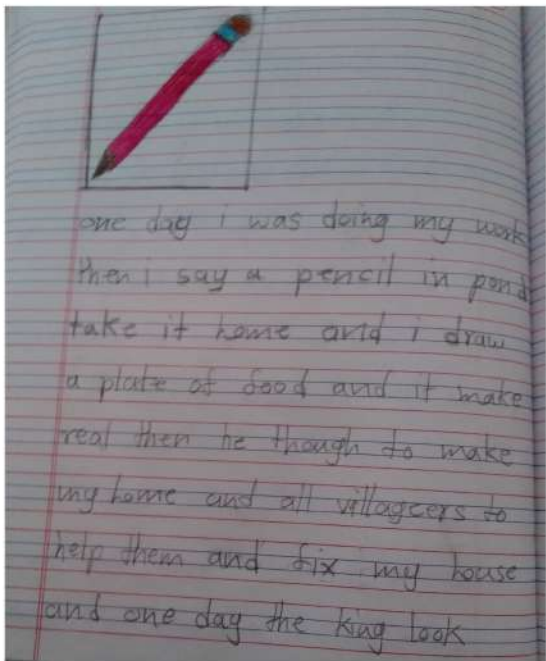 one day i was doing my work
then i say a pencil in pond
take it home and i draw
a plate of food and it make
real then he though to make
my home and all villagcers to
help them and fix my house
and one day the king look